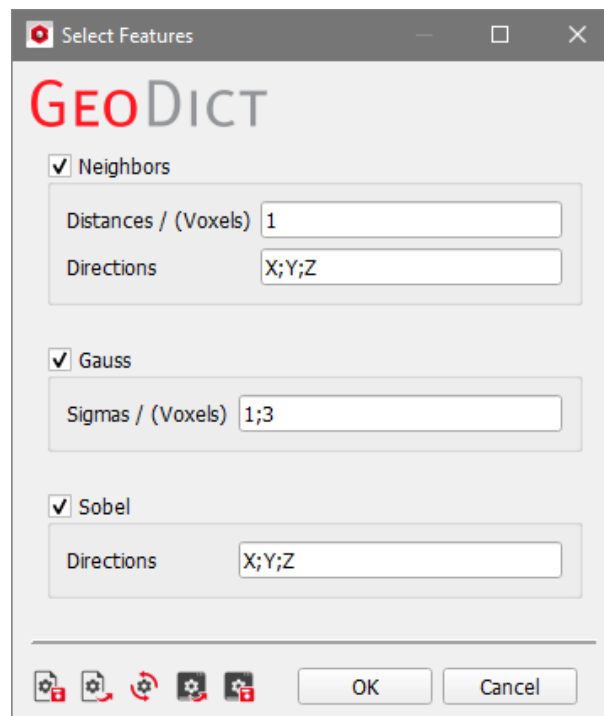 Select Features
GEODICT
Neighbors
Distances / (Voxels) 1
Directions X;Y;Z
Gauss
Sigmas / (Voxels) 1;3
Sobel
Directions X;Y;Z
OK Cancel